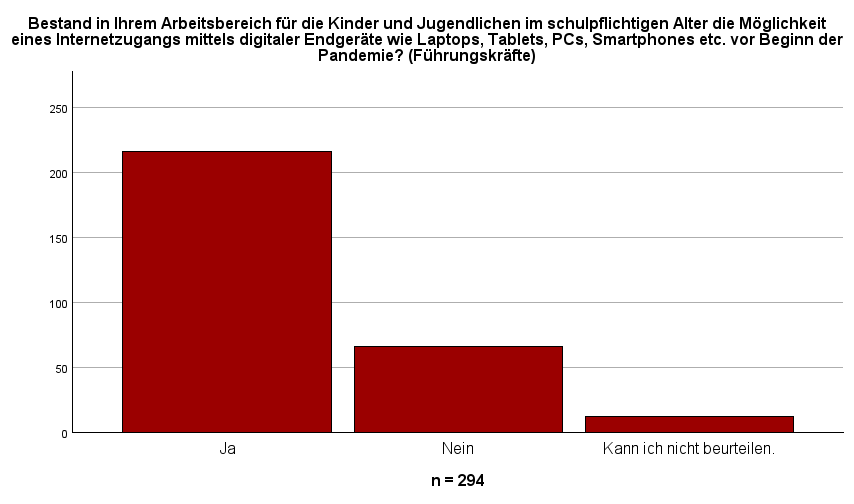 Bestand in Ihrem Arbeitsbereich für die Kinder und Jugendlichen im schulpflichtigen Alter die Möglichkeit
eines Internetzugangs mittels digitaler Endgeräte wie Laptops, Tablets, PCs, Smartphones etc. vor Beginn der
Pandemie? (Führungskräfte)
250
200
150
100
50
0
Ja Nein Kann ich nicht beurteilen.
n = 294